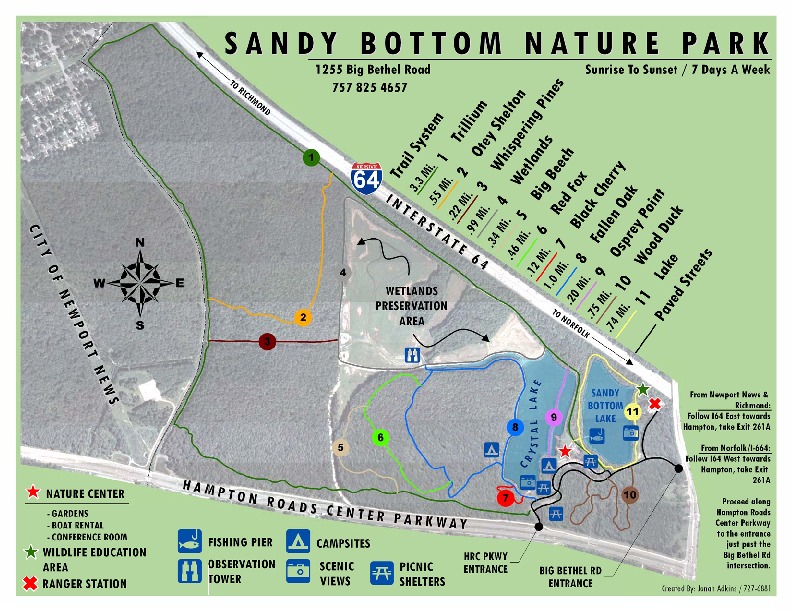 SANDY BOTTOM NATURE PARK
1255 Big Bethel Road
757 825 4657
Sunrise To Sunset / 7 Days A Week
TO RICHMOND
INTERSTATE
64
INTERSTATE 64
TO NORFOLK
Trail System
3.3 Mi. 1 Trillium
.55 Mi. 2 Otey Shelton
.22 Mi. 3 Whispering Pines
.99 Mi. 4 Wetlands
.34 Mi. 5 Big Beech
.46 Mi. 6 Red Fox
.12 Mi. 7 Black Cherry
1.0 Mi. 8 Fallen Oak
.20 Mi. 9 Osprey Point
.75 Mi. 10 Wood Duck
.74 Mi. 11 Lake
Paved Streets
CITY OF NEWPORT NEWS
N
W E
S
1
2
3
4
5
6
7
8
9
10
11
WETLANDS
PRESERVATION
AREA
CRYSTAL LAKE
SANDY
BOTTOM
LAKE
HAMPTON ROADS CENTER PARKWAY
HRC PKWY
ENTRANCE
BIG BETHEL RD
ENTRANCE
From Newport News &
Richmond:
Follow I64 East towards
Hampton, take Exit 261A
From Norfolk/I-664:
Follow I64 West towards
Hampton, take Exit
261A
Proceed along
Hampton Roads
Center Parkway
to the entrance
just past the
Big Bethel Rd
intersection.
NATURE CENTER
- GARDENS
- BOAT RENTAL
- CONFERENCE ROOM
WILDLIFE EDUCATION
AREA
RANGER STATION
FISHING PIER
OBSERVATION
TOWER
CAMPSITES
SCENIC
VIEWS
PICNIC
SHELTERS
Created By: Jonas Adkins / 727-